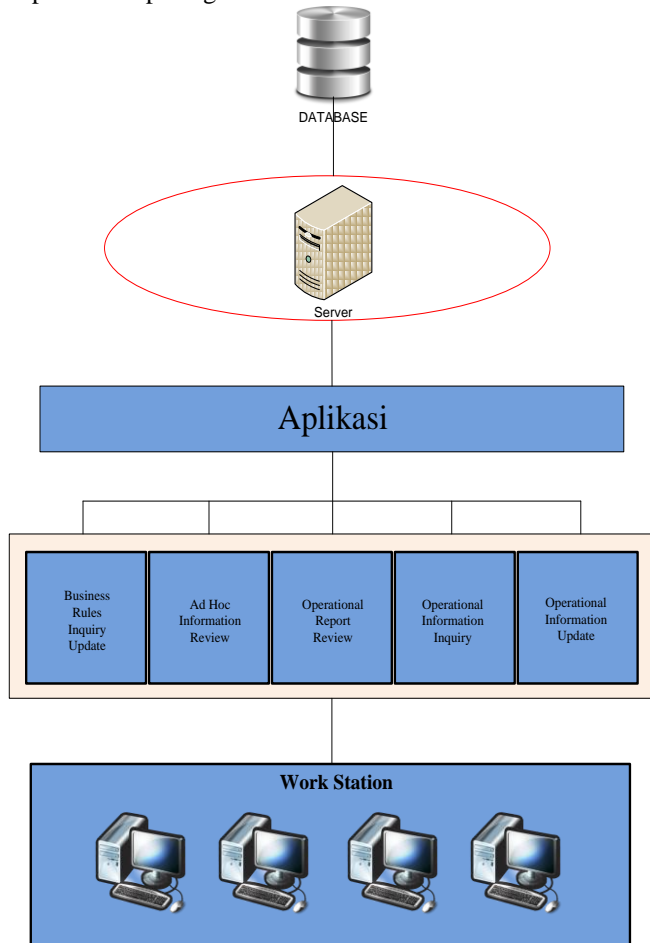 DATABASE
Server
Aplikasi
Business
Rules
Inquiry
Update
Ad Hoc
Information
Review
Operational
Report
Review
Operational
Information
Inquiry
Operational
Information
Update
Work Station